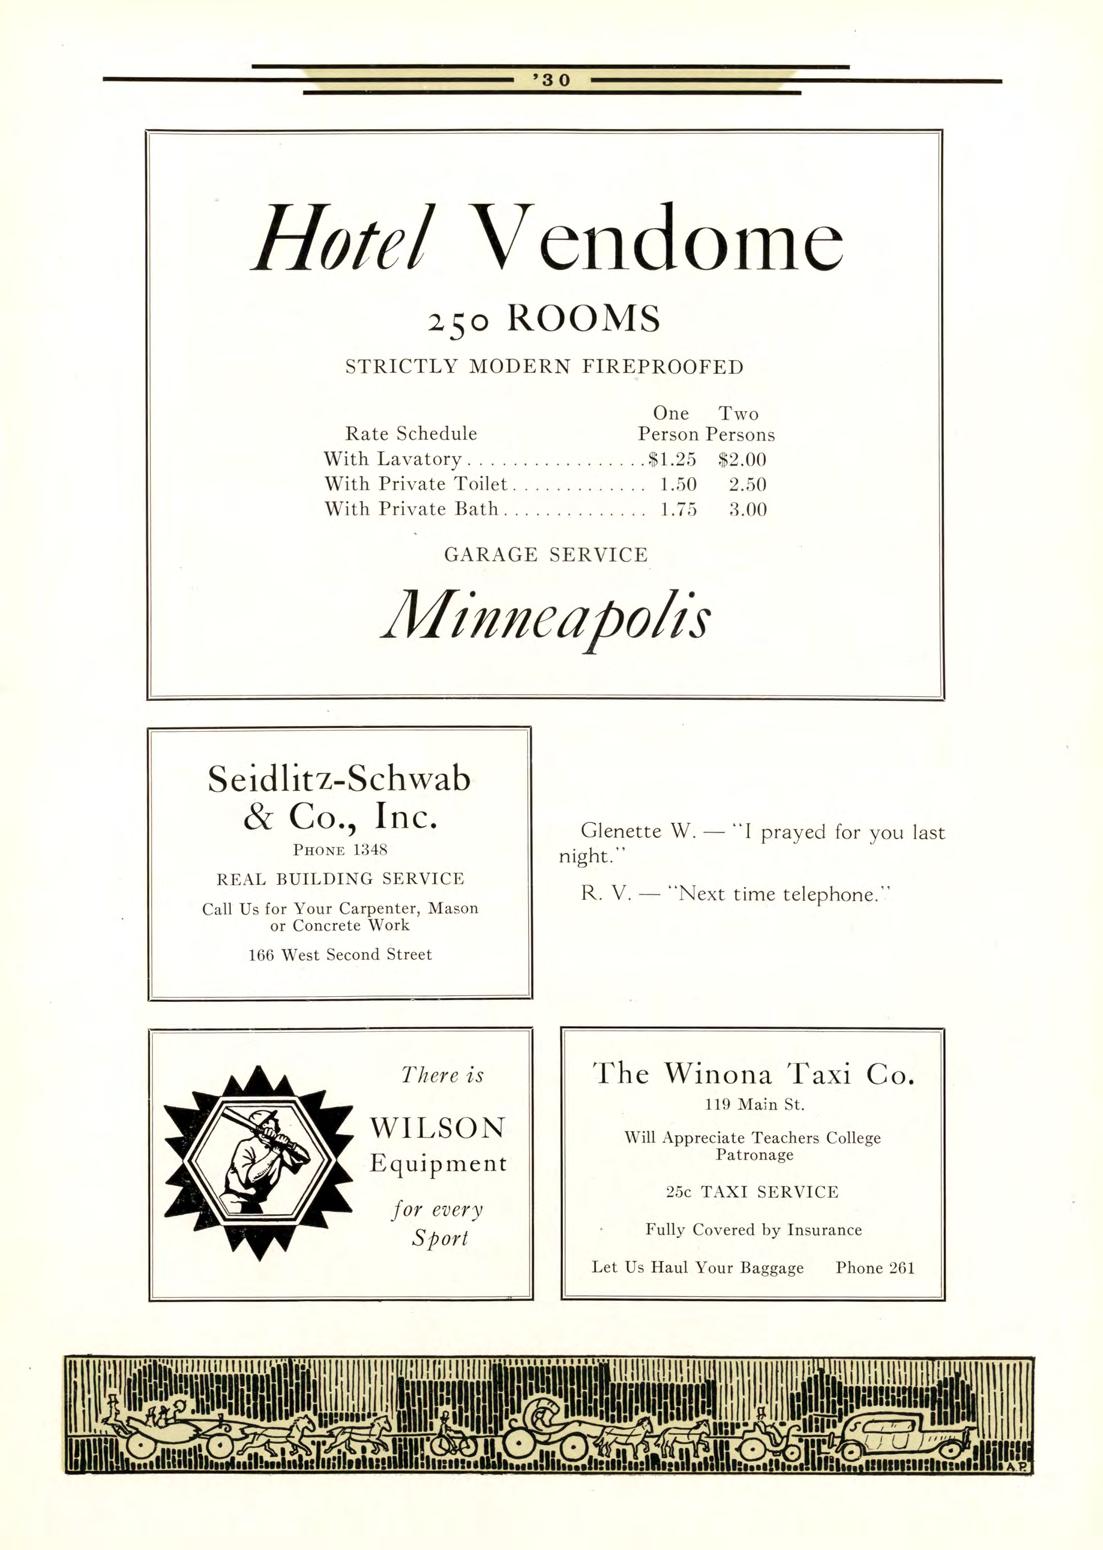 '30
Hotel Vendome
250 ROOMS
STRICTLY MODERN FIREPROOFED
One Two
Rate Schedule Person Persons
With Lavatory.................$1.25 $2.00
With Private Toilet............. 1.50 2.50
With Private Bath.............. 1.75 3.00
GARAGE SERVICE
Minneapolis
Seidlitz-Schwab
& Co., Inc.
PHONE 1348
REAL BUILDING SERVICE
Call Us for Your Carpenter, Mason
or Concrete Work
166 West Second Street
Glenette W. — "I prayed for you last
night."
R. V. — "Next time telephone."
There is
WILSON
Equipment
for every
Sport
The Winona Taxi Co.
119 Main St.
Will Appreciate Teachers College
Patronage
25c TAXI SERVICE
Fully Covered by Insurance
Let Us Haul Your Baggage Phone 261
A.P.